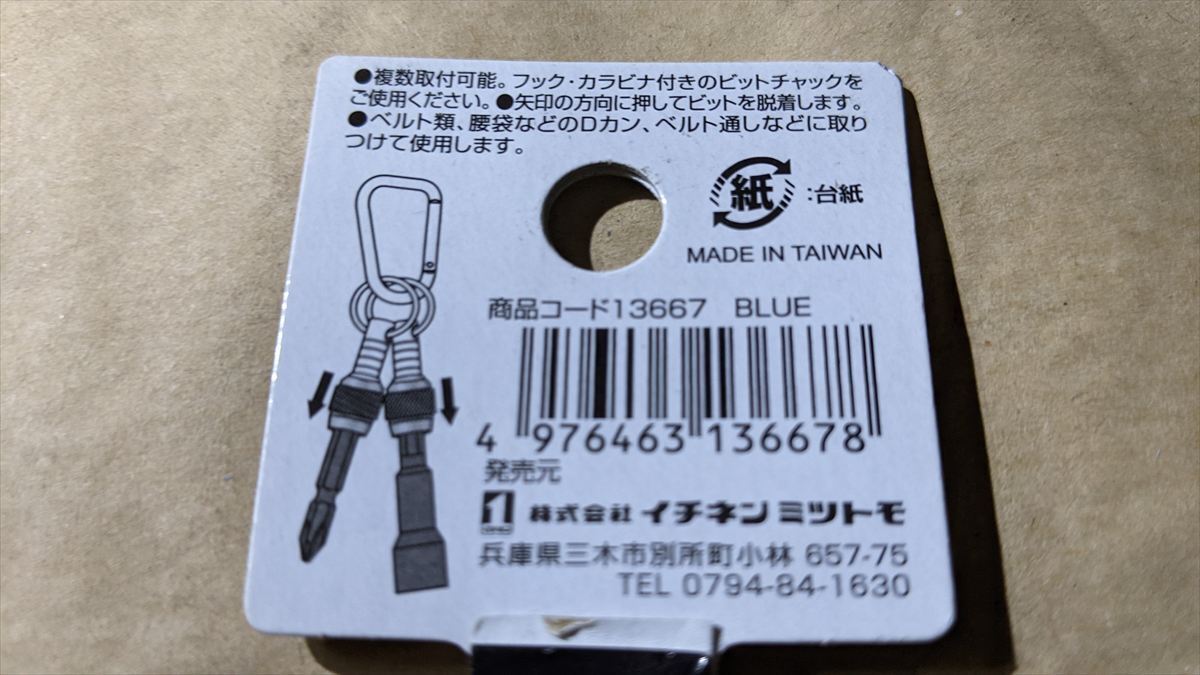 ●複数取付可能。フック・カラビナ付きのビットチャックを
ご使用ください。●矢印の方向に押してビットを脱着します。
●ベルト類、腰袋などのDカン、ベルト通しなどに取り
つけて使用します。
紙 :台紙
MADE IN TAIWAN
商品コード13667 BLUE
4 976463 136678
発売元
株式会社 イチネン ミツトモ
兵庫県三木市別所町小林 657-75
TEL 0794-84-1630